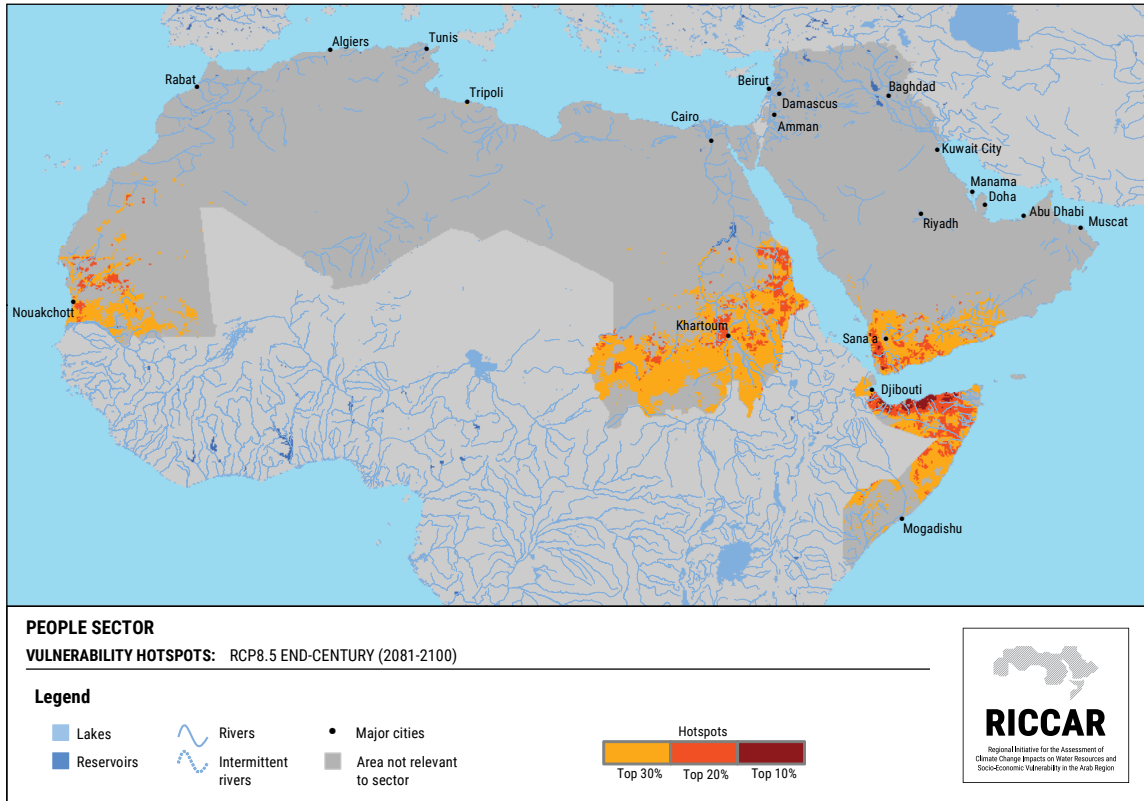 Algiers
Tunis
Rabat
Tripoli
Beirut
Damascus
Baghdad
Cairo
Amman
Kuwait City
Manama
Doha
Abu Dhabi
Muscat
Riyadh
Nouakchott
Khartoum
Sana'a
Djibouti
Mogadishu
PEOPLE SECTOR
VULNERABILITY HOTSPOTS: RCP8.5 END-CENTURY (2081-2100)
Legend
Lakes
Reservoirs
Rivers
Intermittent
rivers
Major cities
Area not relevant
to sector
Hotspots
Top 30% Top 20% Top 10%
RICCAR
Regional Initiative for the Assessment of
Climate Change Impacts on Water Resources and
Socio-Economic Vulnerability in the Arab Region